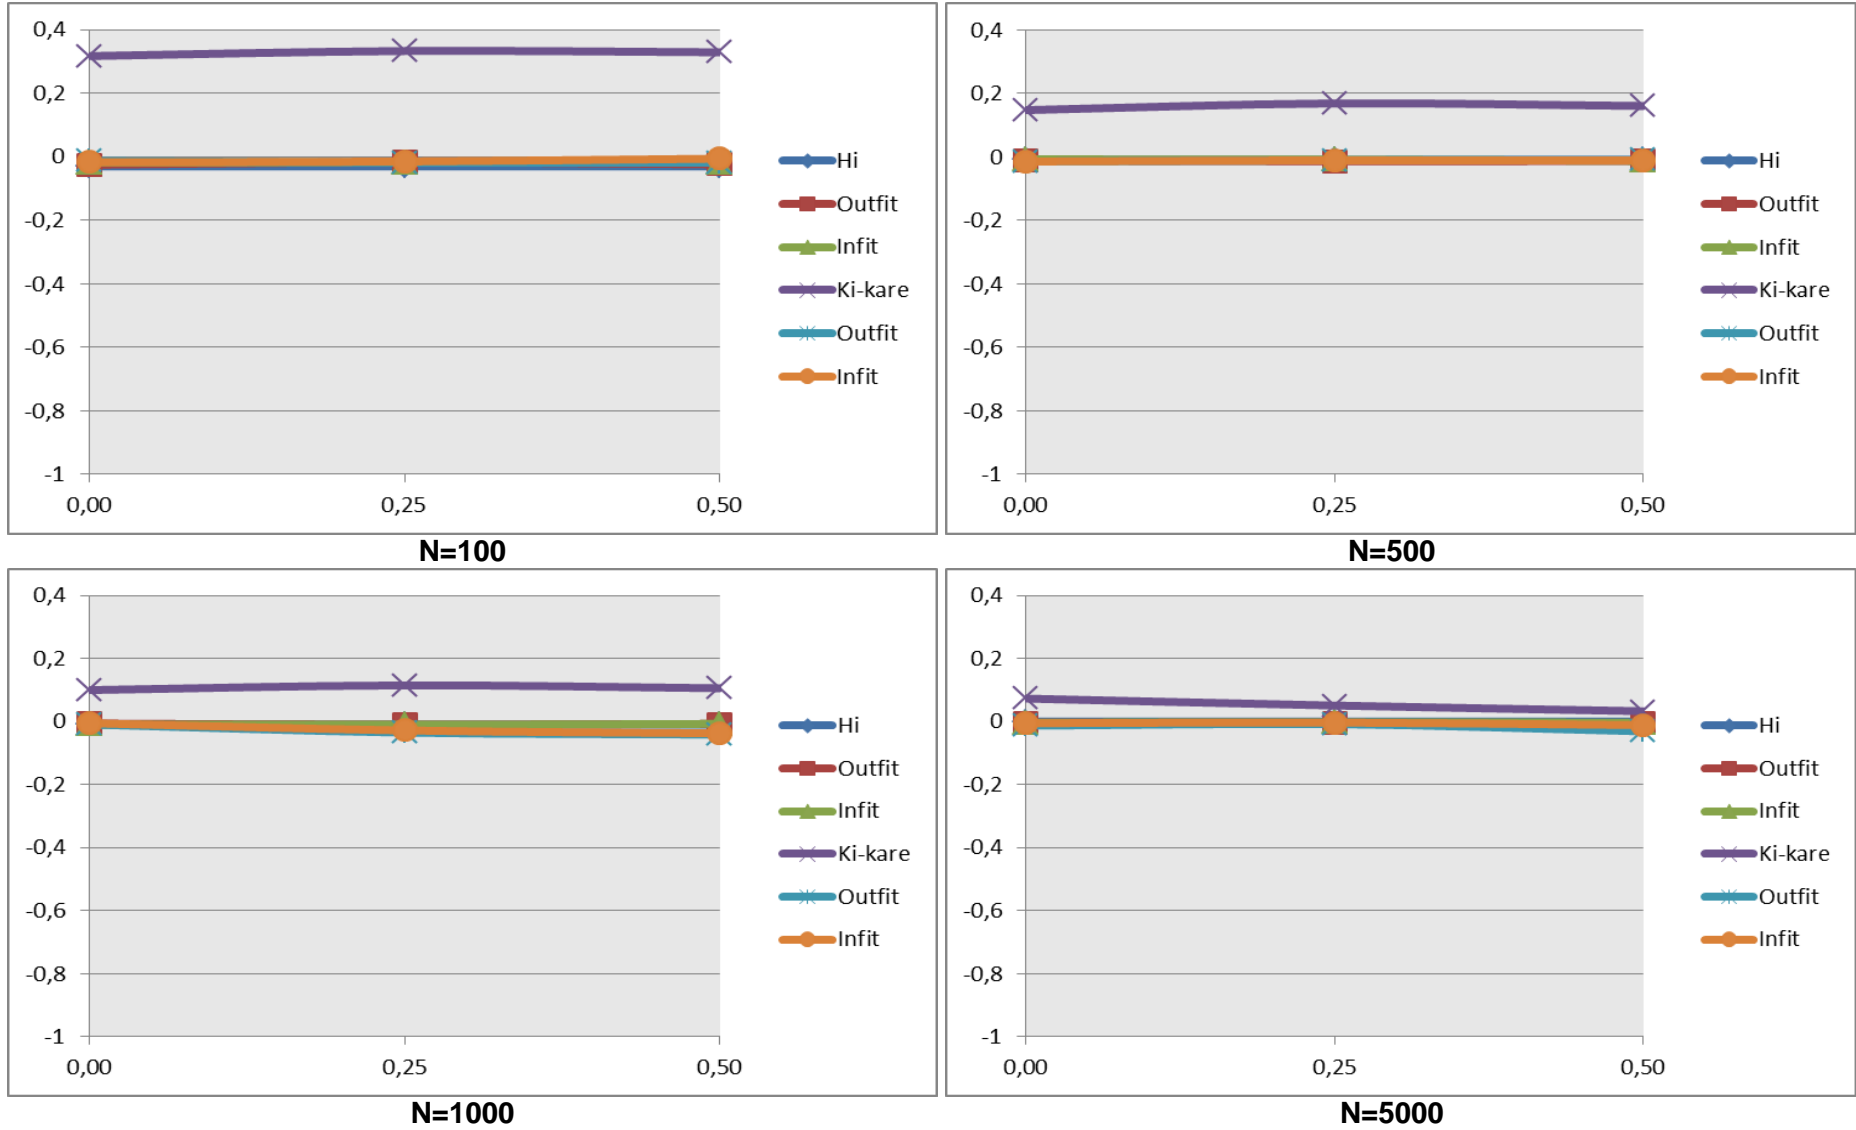 0,4
0,2
0
-0,2
-0,4
-0,6
-0,8
-1
0,00 0,25 0,50
Hi
Outfit
Infit
Ki-kare
Outfit
Infit
N=100
0,4
0,2
0
-0,2
-0,4
-0,6
-0,8
-1
0,00 0,25 0,50
Hi
Outfit
Infit
Ki-kare
Outfit
Infit
N=500
0,4
0,2
0
-0,2
-0,4
-0,6
-0,8
-1
0,00 0,25 0,50
Hi
Outfit
Infit
Ki-kare
Outfit
Infit
N=1000
0,4
0,2
0
-0,2
-0,4
-0,6
-0,8
-1
0,00 0,25 0,50
Hi
Outfit
Infit
Ki-kare
Outfit
Infit
N=5000